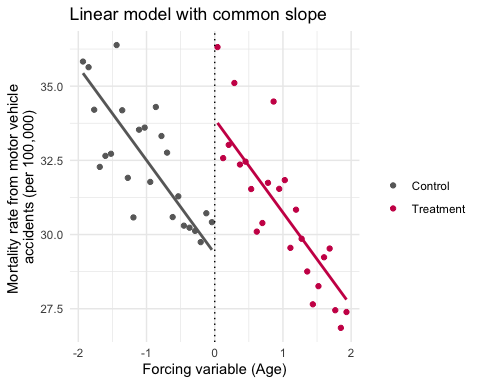 Linear model with common slope
Mortality rate from motor vehicle
accidents (per 100,000)
35.0
32.5
30.0
27.5
-2
-1
0
1
2
Forcing variable (Age)
Control
Treatment